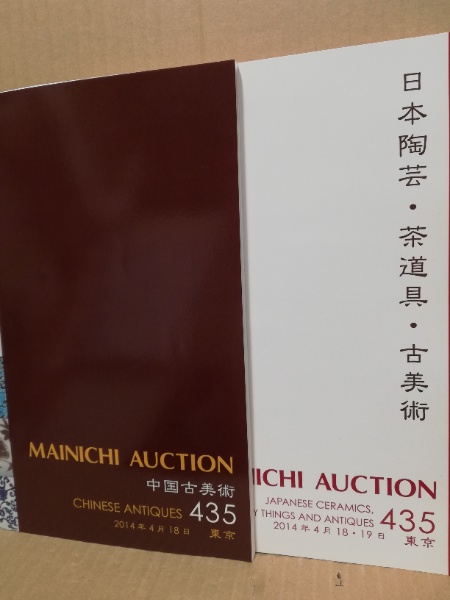 MAINICHI AUCTION
中国古美術
CHINESE ANTIQUES 435
2014年4月18日 東京
日本陶芸・茶道具・古美術
ICHI AUCTION
JAPANESE CERAMICS,
Y THINGS AND ANTIQUES 435
2014年4月18・19日 東京